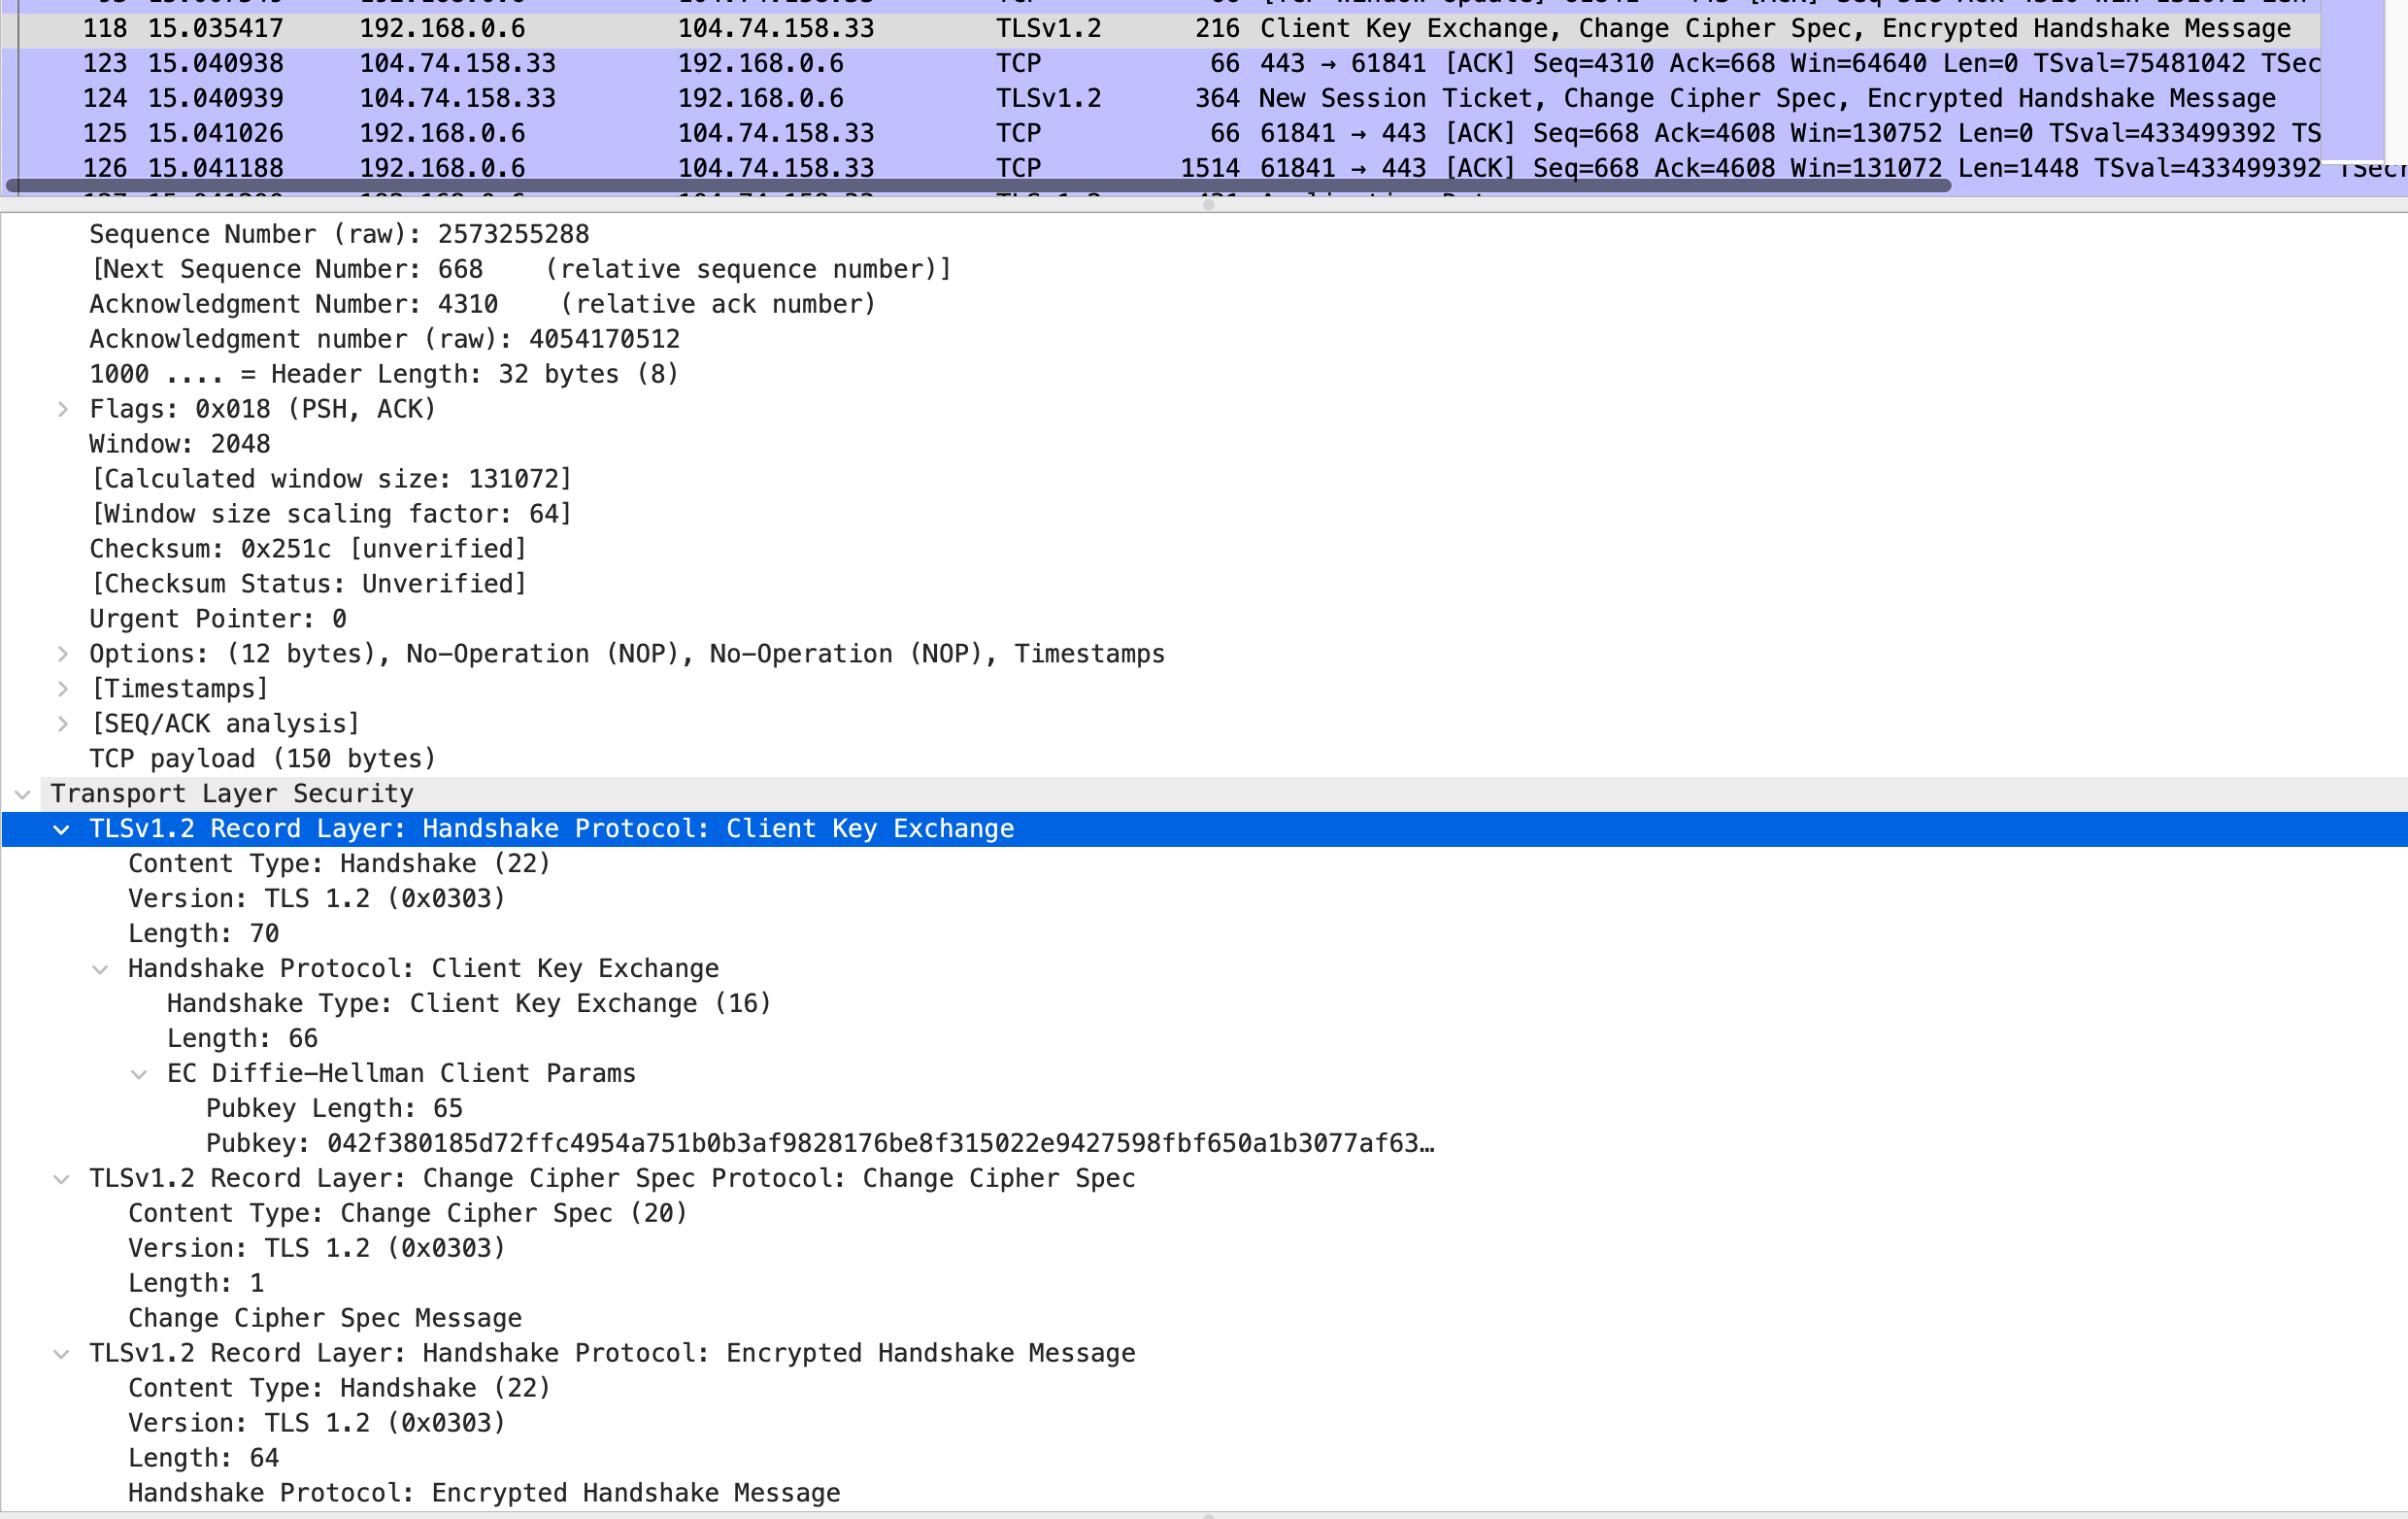 118 15.035417 192.168.0.6 104.74.158.33 TLSv1.2 216 Client Key Exchange, Change Cipher Spec, Encrypted Handshake Message
123 15.040938 104.74.158.33 192.168.0.6 TCP 66 443 → 61841 [ACK] Seq=4310 Ack=668 Win=64640 Len=0 TSval=75481042 TSec
124 15.040939 104.74.158.33 192.168.0.6 TLSv1.2 364 New Session Ticket, Change Cipher Spec, Encrypted Handshake Message
125 15.041026 192.168.0.6 104.74.158.33 TCP 66 61841 → 443 [ACK] Seq=668 Ack=4608 Win=130752 Len=0 TSval=433499392 TS
126 15.041188 192.168.0.6 104.74.158.33 TCP 1514 61841 → 443 [ACK] Seq=668 Ack=4608 Win=131072 Len=1448 TSval=433499392 TSecr
Sequence Number (raw): 2573255288
[Next Sequence Number: 668    (relative sequence number)]
Acknowledgment Number: 4310    (relative ack number)
Acknowledgment number (raw): 4054170512
1000 .... = Header Length: 32 bytes (8)
Flags: 0x018 (PSH, ACK)
Window: 2048
[Calculated window size: 131072]
[Window size scaling factor: 64]
Checksum: 0x251c [unverified]
[Checksum Status: Unverified]
Urgent Pointer: 0
Options: (12 bytes), No-Operation (NOP), No-Operation (NOP), Timestamps
[Timestamps]
[SEQ/ACK analysis]
TCP payload (150 bytes)
Transport Layer Security
TLSv1.2 Record Layer: Handshake Protocol: Client Key Exchange
Content Type: Handshake (22)
Version: TLS 1.2 (0x0303)
Length: 70
Handshake Protocol: Client Key Exchange
Handshake Type: Client Key Exchange (16)
Length: 66
EC Diffie-Hellman Client Params
Pubkey Length: 65
Pubkey: 042f380185d72ffc4954a751b0b3af9828176be8f315022e9427598fbf650a1b3077af63…
TLSv1.2 Record Layer: Change Cipher Spec Protocol: Change Cipher Spec
Content Type: Change Cipher Spec (20)
Version: TLS 1.2 (0x0303)
Length: 1
Change Cipher Spec Message
TLSv1.2 Record Layer: Handshake Protocol: Encrypted Handshake Message
Content Type: Handshake (22)
Version: TLS 1.2 (0x0303)
Length: 64
Handshake Protocol: Encrypted Handshake Message